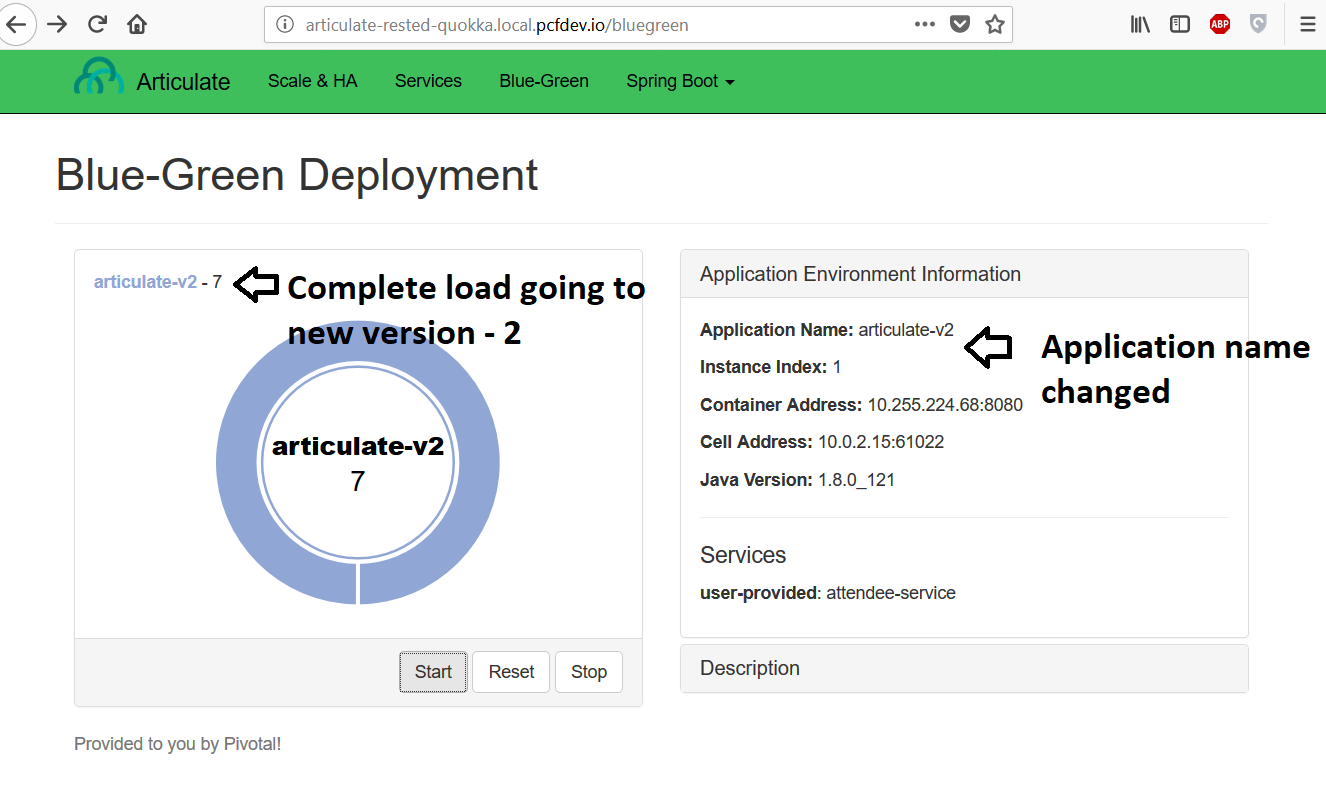 articulate-rested-quokka.local.pcfdev.io/bluegreen
ABP
Articulate Scale & HA Services Blue-Green Spring Boot
Blue-Green Deployment
articulate-v2 - 7
Complete load going to
new version - 2
articulate-v2
7
Start Reset Stop
Application Environment Information
Application Name: articulate-v2
Instance Index: 1
Container Address: 10.255.224.68:8080
Cell Address: 10.0.2.15:61022
Java Version: 1.8.0_121
Application name
changed
Services
user-provided: attendee-service
Description
Provided to you by Pivotal!